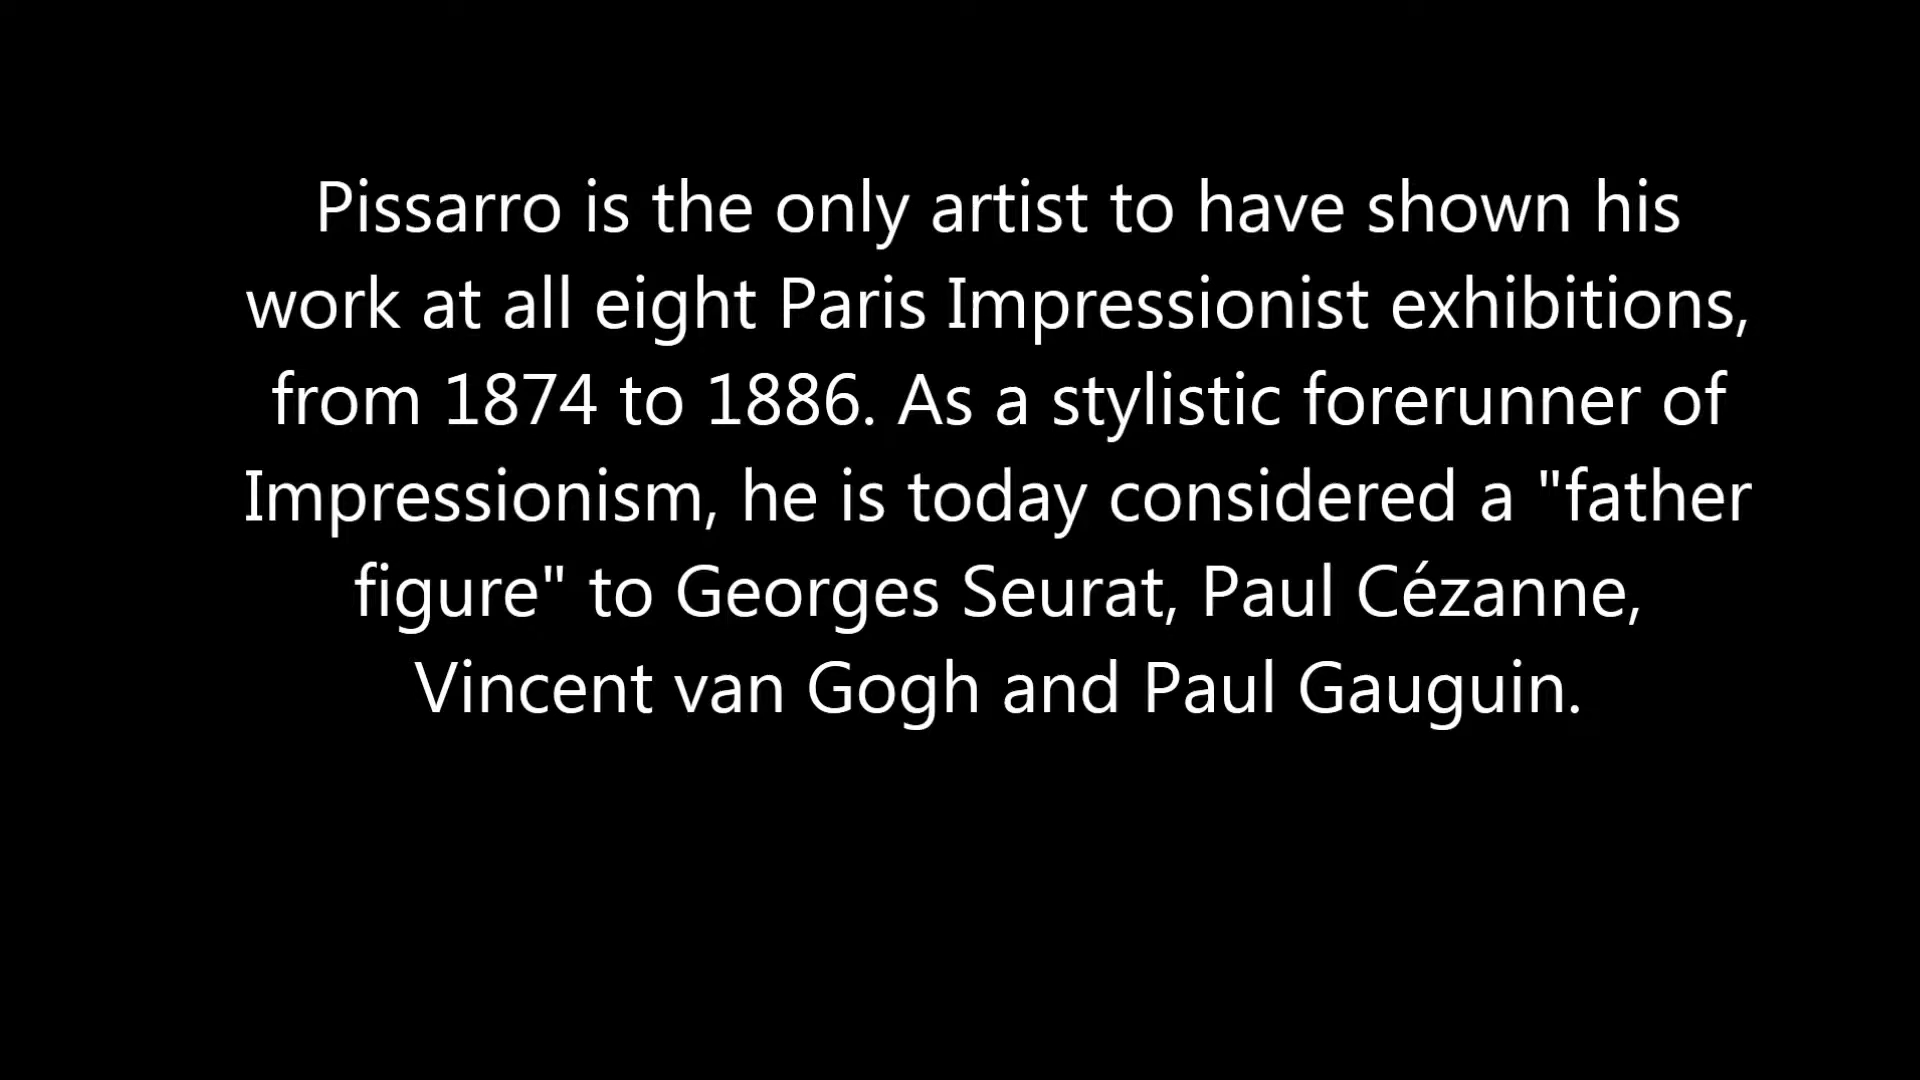 Pissarro is the only artist to have shown his
work at all eight Paris Impressionist exhibitions,
from 1874 to 1886. As a stylistic forerunner of
Impressionism, he is today considered a "father
figure" to Georges Seurat, Paul Cézanne,
Vincent van Gogh and Paul Gauguin.